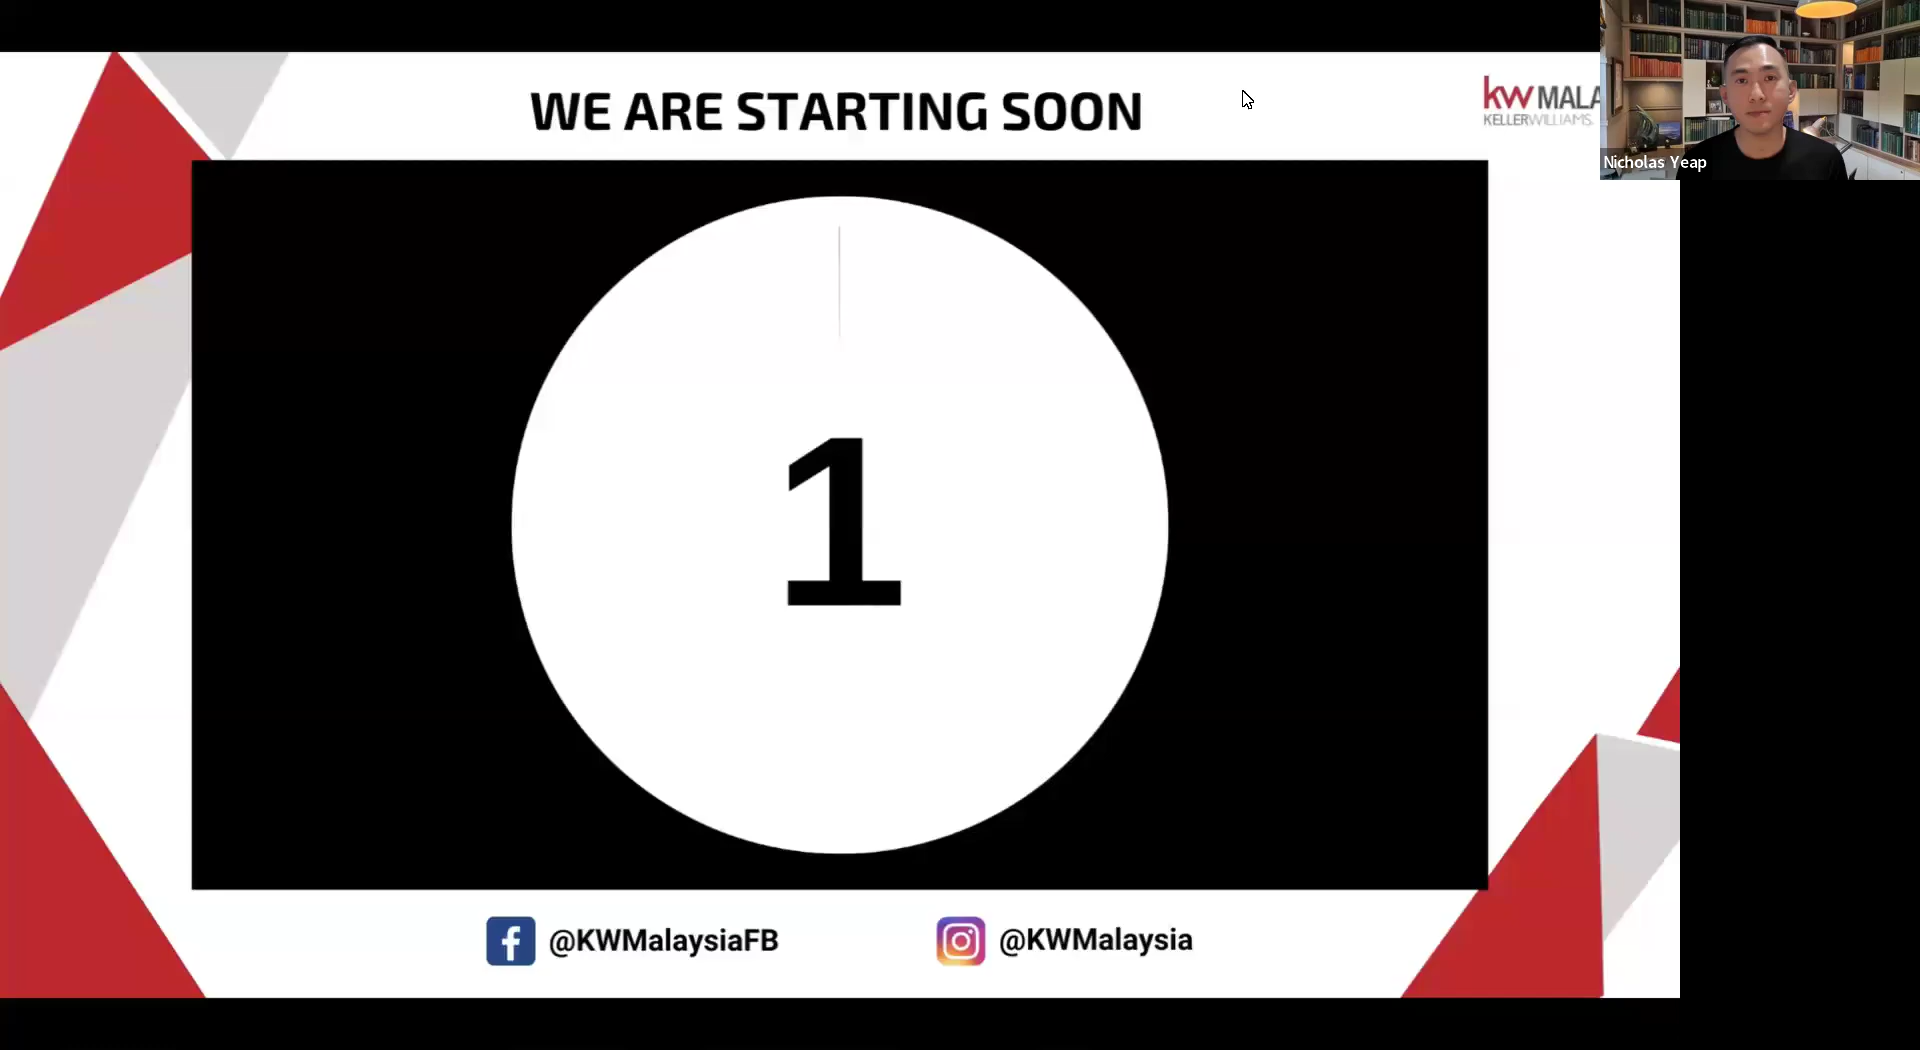 WE ARE STARTING SOON
kw MALA
KELLERWILLIAMS.
Nicholas Yeap
1
@KWMalaysiaFB
@KWMalaysia